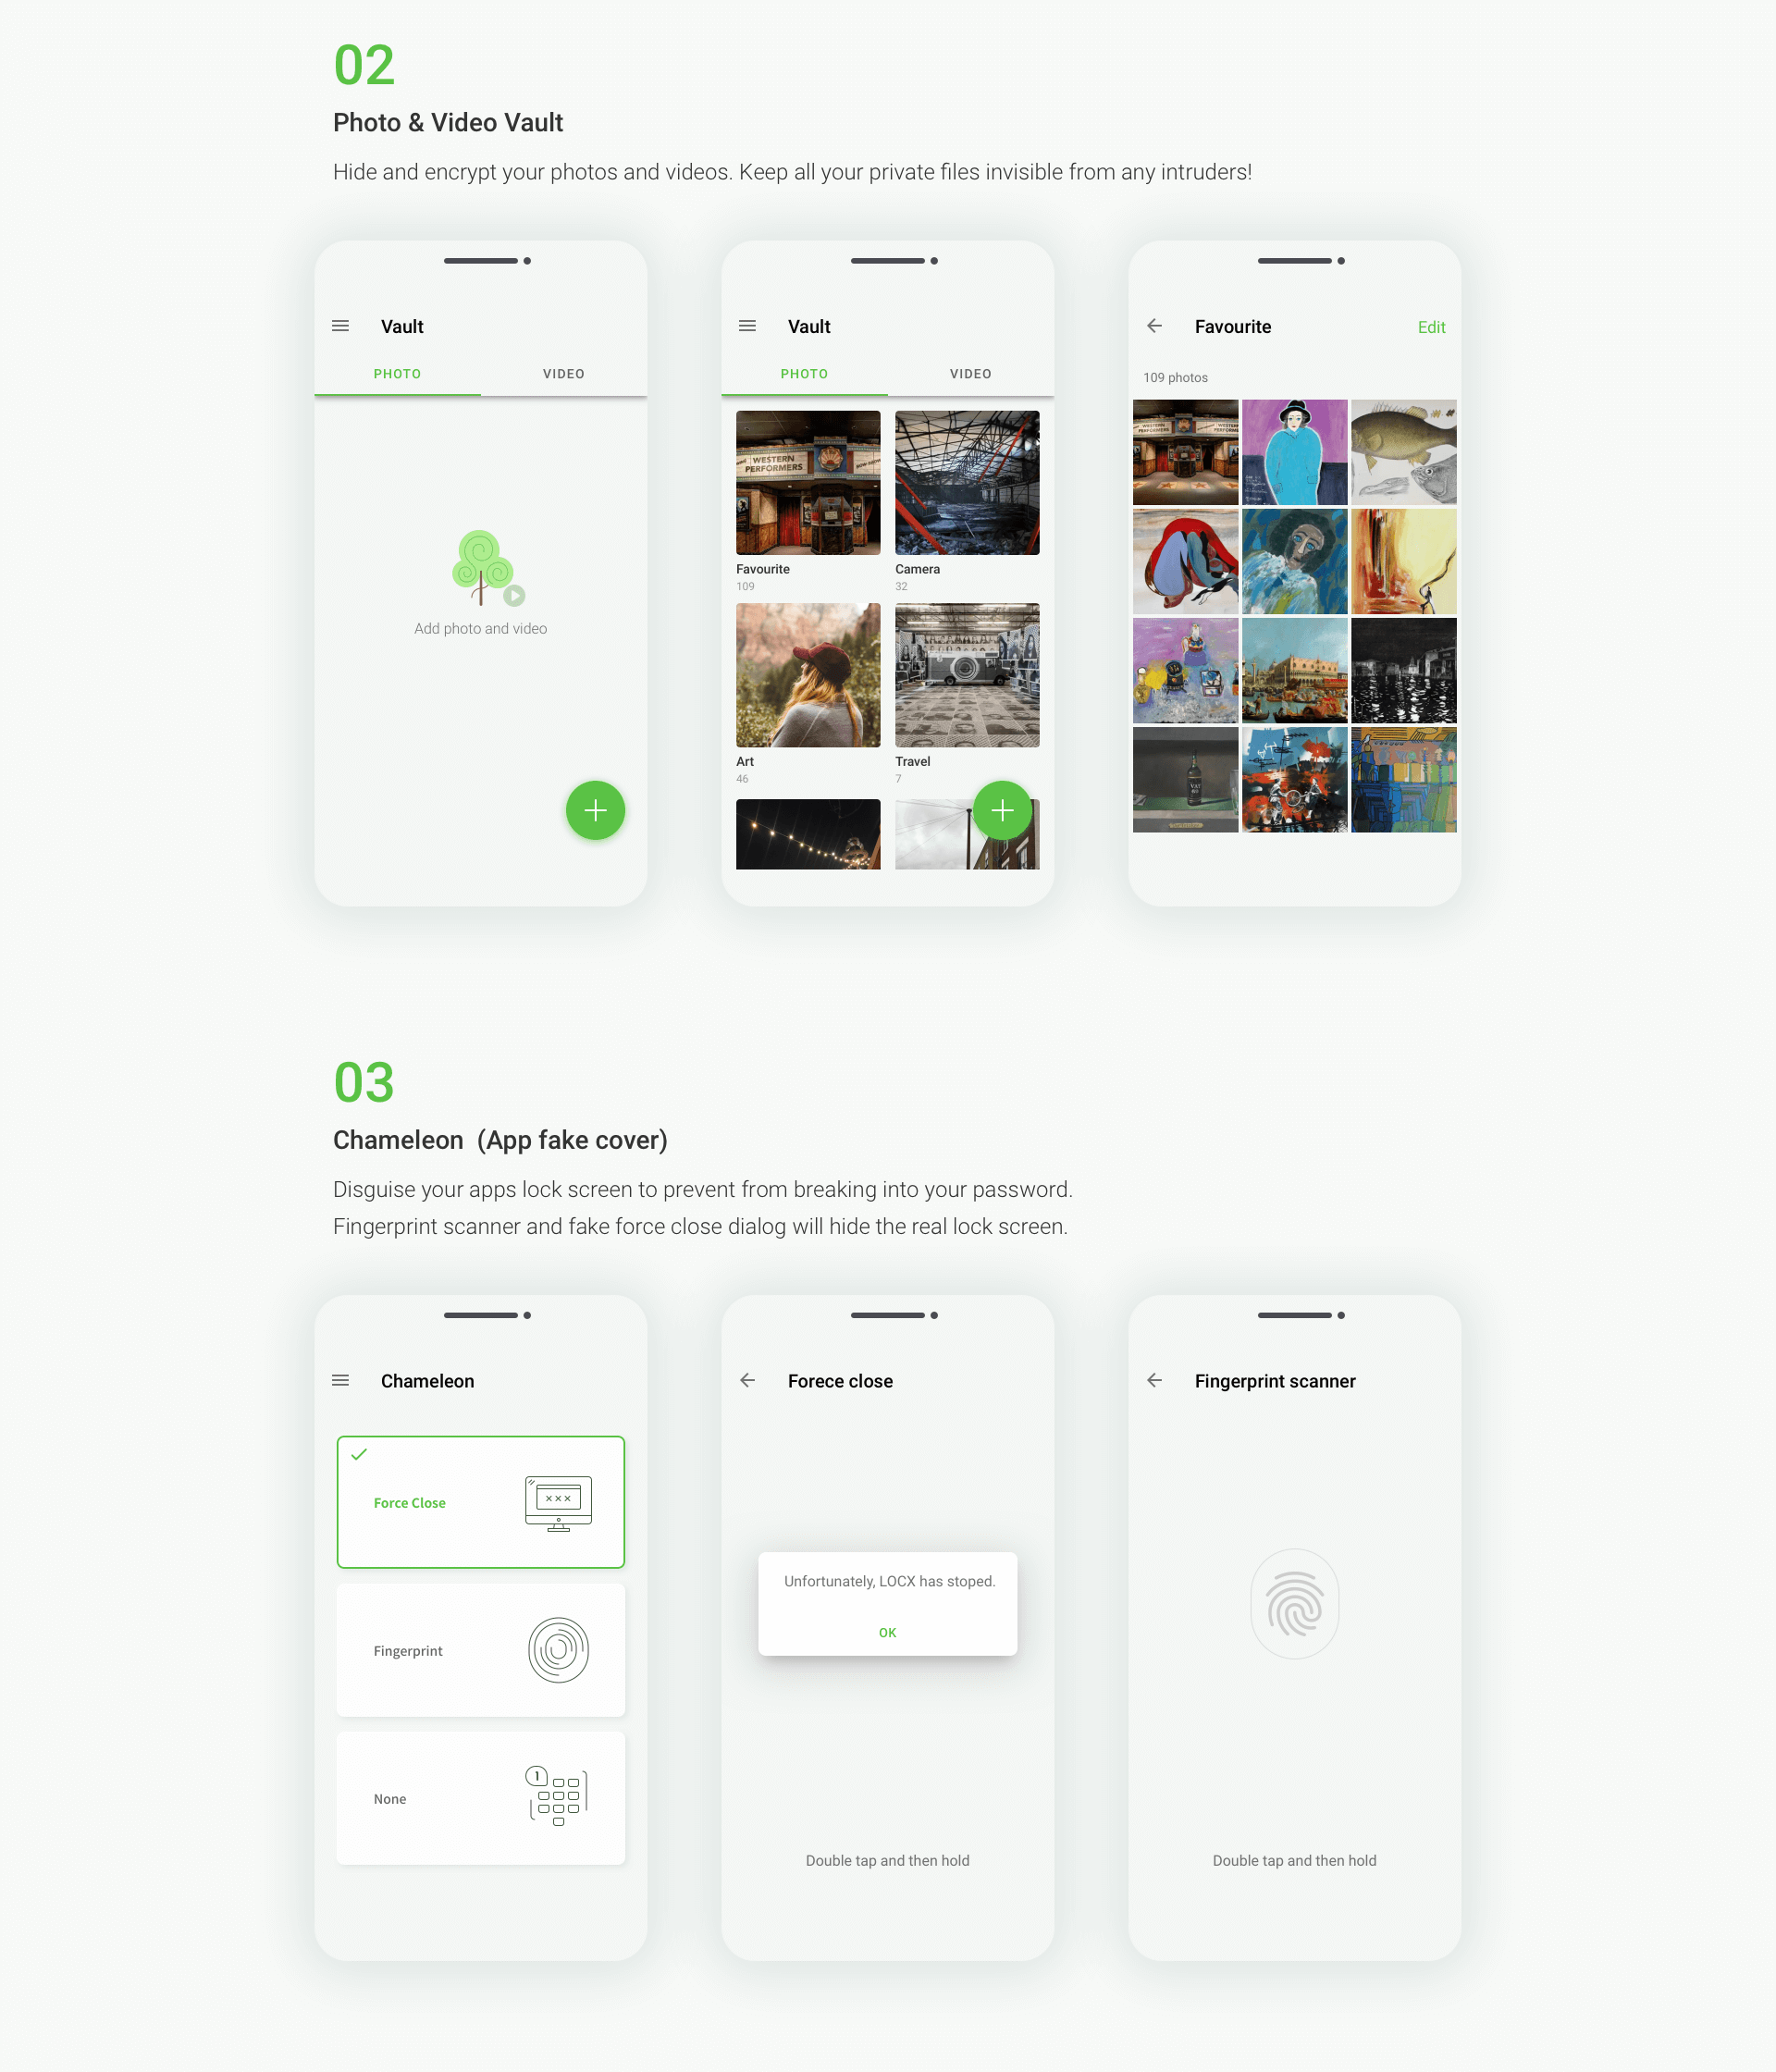 02
Photo & Video Vault
Hide and encrypt your photos and videos. Keep all your private files invisible from any intruders!
Vault
PHOTO VIDEO
Add photo and video
Vault
PHOTO VIDEO
WESTERN
PERFORMERS
Favourite
109
Camera
32
Art
46
Travel
7
Favourite
Edit
109 photos
WESTERN
PERFORMERS
VAT
03
Chameleon (App fake cover)
Disguise your apps lock screen to prevent from breaking into your password.
Fingerprint scanner and fake force close dialog will hide the real lock screen.
Chameleon
Force Close
Fingerprint
1
None
Forece close
Unfortunately, LOCX has stoped.
OK
Double tap and then hold
Fingerprint scanner
Double tap and then hold